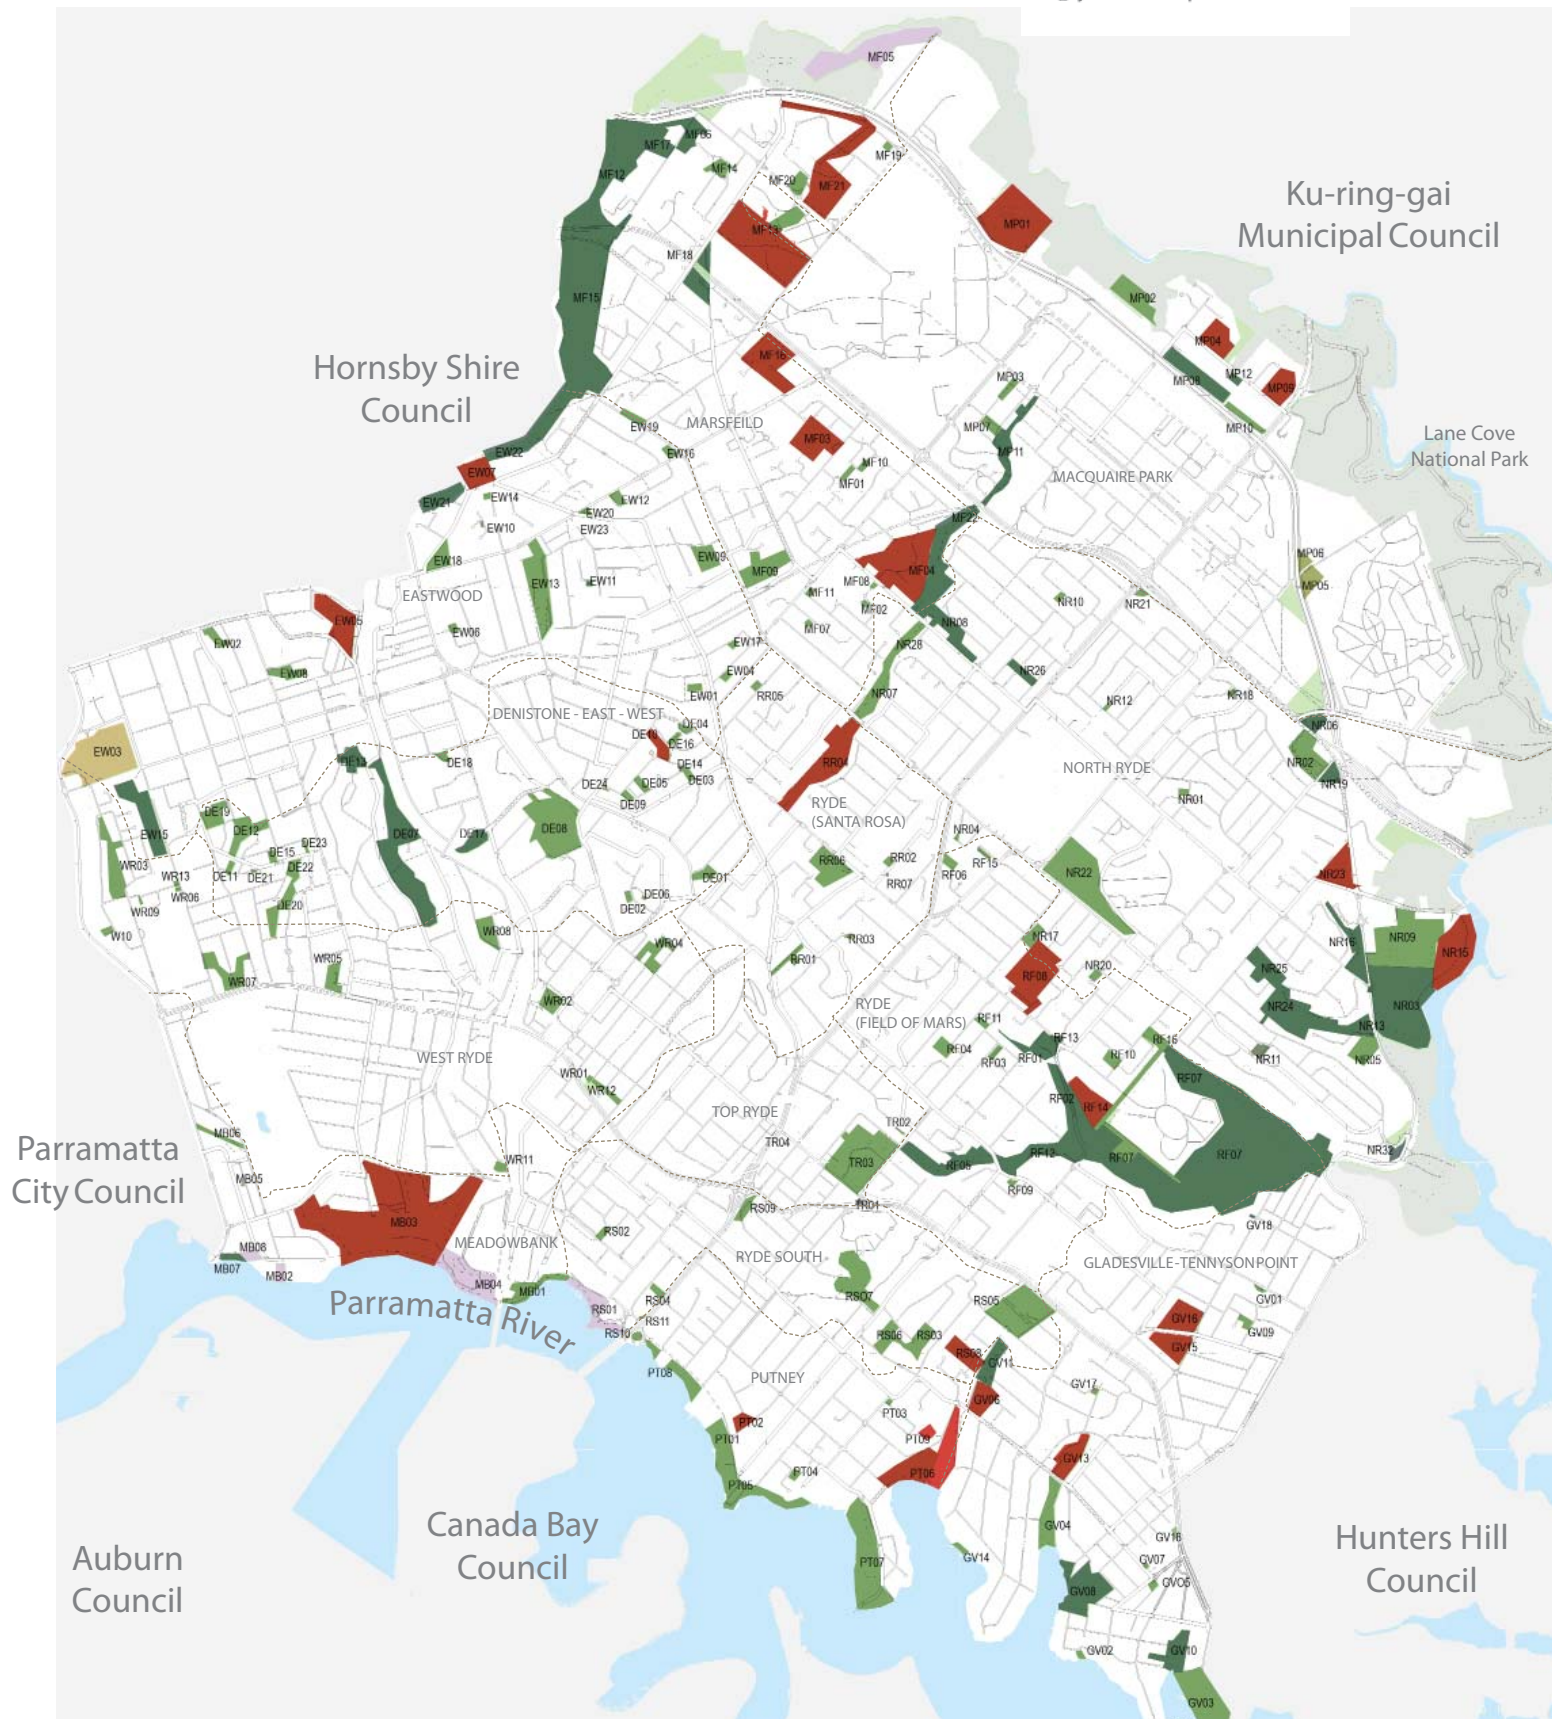 MF05
MF06
MF17
MF12
MF14
MF19
MF20
MF21
Ku-ring-gai
Municipal Council
MP01
MF13
MF18
MF15
MP02
MP04
MP08
MP12
MP09
MP10
Hornsby Shire
Council
MF16
MP03
MP07
MP11
EW19
MARSFEILD
EW16
MF03
MF10
MF01
Lane Cove
National Park
MACQUAIRE PARK
EW22
EW07
EW21
EW14
EW12
EW20
EW10
EW23
MF22
EW18
EW13
EW11
EW09
MF09
MF04
MF08
MF11
MF02
MP06
MP05
EASTWOOD
NR10
NR21
EW05
EW06
MF07
NR08
EW02
EW17
NR28
EW08
EW04
NR26
EW01
RR05
NR07
NR12
NR18
DENISTONE - EAST - WEST
DE04
DE16
NR06
EW03
DE18
RR04
NR02
NORTH RYDE
DE14
DE24
DE05
DE03
DE09
NR19
NR01
RYDE
(SANTA ROSA)
DE19
DE12
EW15
DE07
DE17
DE08
NR04
DE23
DE15
DE22
WR03
WR13
DE11
DE21
WR06
RR06
RR02
RR07
RF15
RF06
NR22
NR23
DE01
DE06
DE02
WR09
DE20
W10
WR08
WR04
RR03
NR17
NR16
NR09
NR15
WR05
WR07
RR01
RF08
NR20
NR25
WR02
NR24
NR03
RYDE
(FIELD OF MARS)
RF11
NR13
RF13
RF16
RF04
RF03
RF01
RF10
NR11
NR05
WEST RYDE
WR01
WR12
RF07
RF02
RF14
TOP RYDE
TR02
MB06
TR04
Parramatta
City Council
NR32
WR11
TR03
RF05
RF12
RF07
RF07
MB05
RF09
TR01
MB03
RS09
GV18
RS02
MEADOWBANK
MB08
RYDE SOUTH
GLADESVILLE-TENNYSON POINT
MB07
MB02
MB04
MB01
Parramatta River
RS04
RS01
RS07
RS05
GV01
RS11
RS10
GV16
GV09
RS06
RS03
GV15
RS08
GV11
PT08
PUTNEY
GV17
GV06
PT03
PT02
PT01
PT09
GV13
PT04
PT06
PT05
Canada Bay
Council
GV04
Auburn
Council
GV16
Hunters Hill
Council
GV14
GV07
PT07
GVO5
GV08
GV02
GV10
GV03